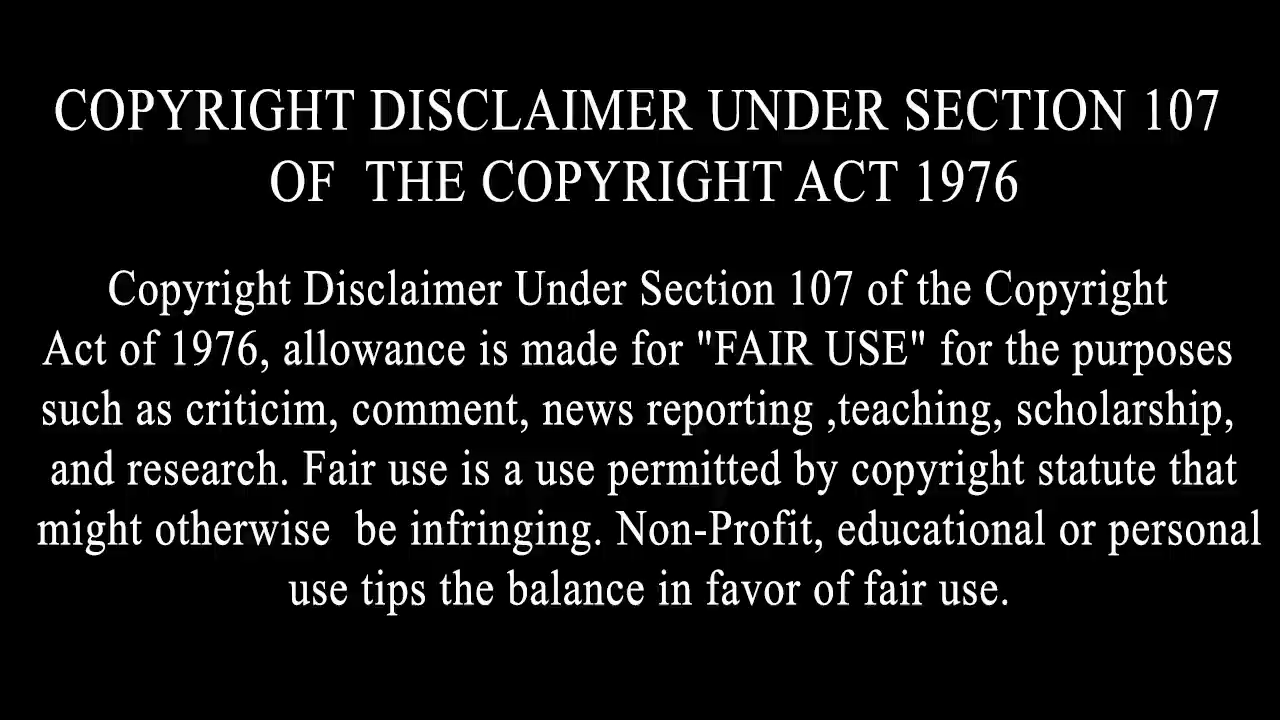 COPYRIGHT DISCLAIMER UNDER SECTION 107
OF THE COPYRIGHT ACT 1976
Copyright Disclaimer Under Section 107 of the Copyright
Act of 1976, allowance is made for "FAIR USE" for the purposes
such as criticim, comment, news reporting ,teaching, scholarship,
and research. Fair use is a use permitted by copyright statute that
might otherwise be infringing. Non-Profit, educational or personal
use tips the balance in favor of fair use.